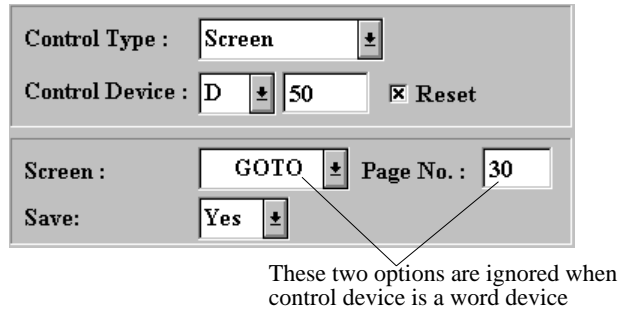 Control Type : Screen
Control Device : D 50 Reset
Screen : GOTO Page No. : 30
Save: Yes
These two options are ignored when
control device is a word device